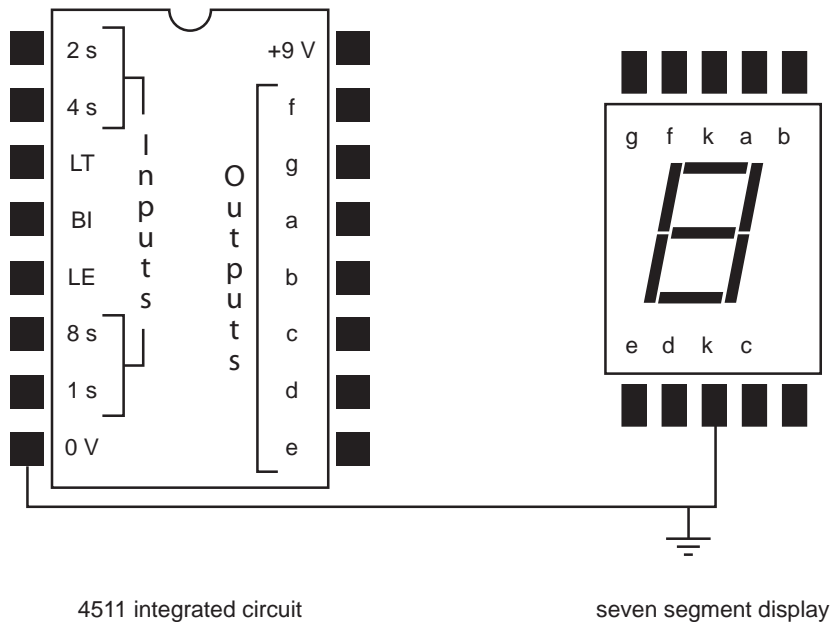 2 s
4 s
LT
BI
LE
8 s
1 s
0 V
Inputs
Outputs
+9 V
f
g
a
b
c
d
e
g f k a b
e d k c
4511 integrated circuit
seven segment display